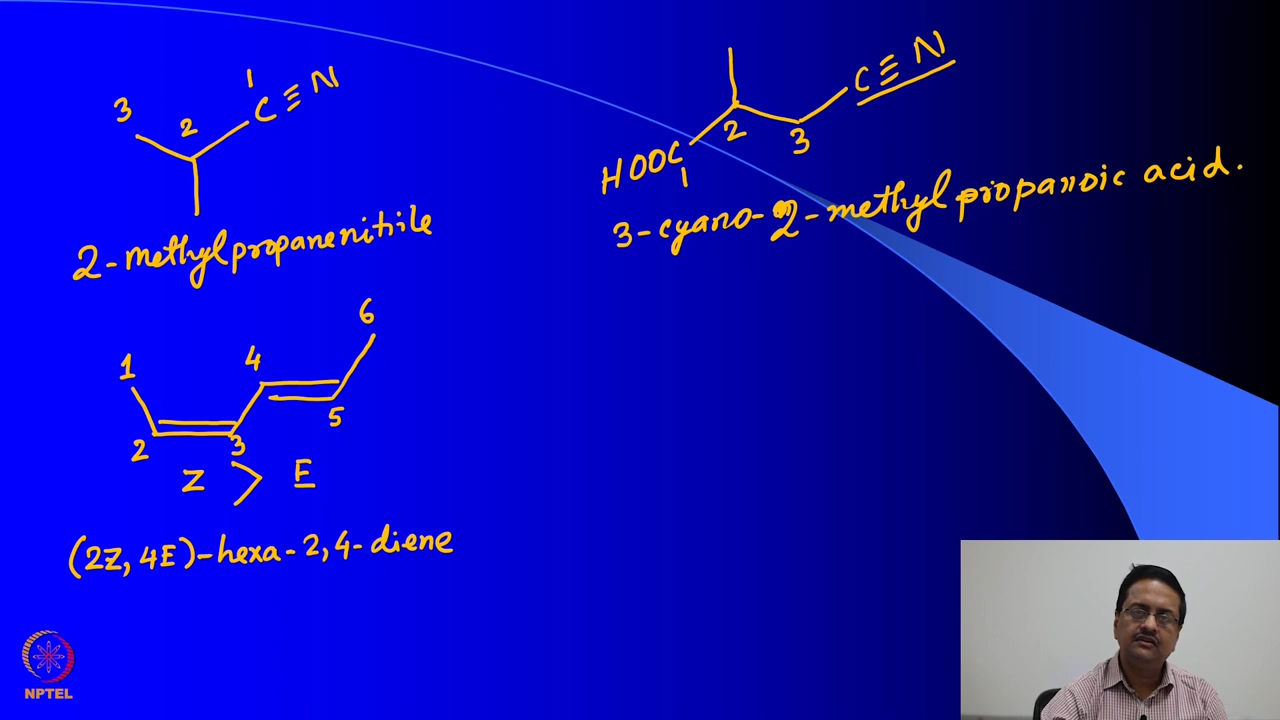 3
2
1
C≡N
2-methylpropanenitrile
HOOC
1
2
3
C≡N
3-cyano-2-methylpropanoic acid.
1
2
3
4
5
6
Z > E
(2Z, 4E)-hexa-2,4-diene
NPTEL